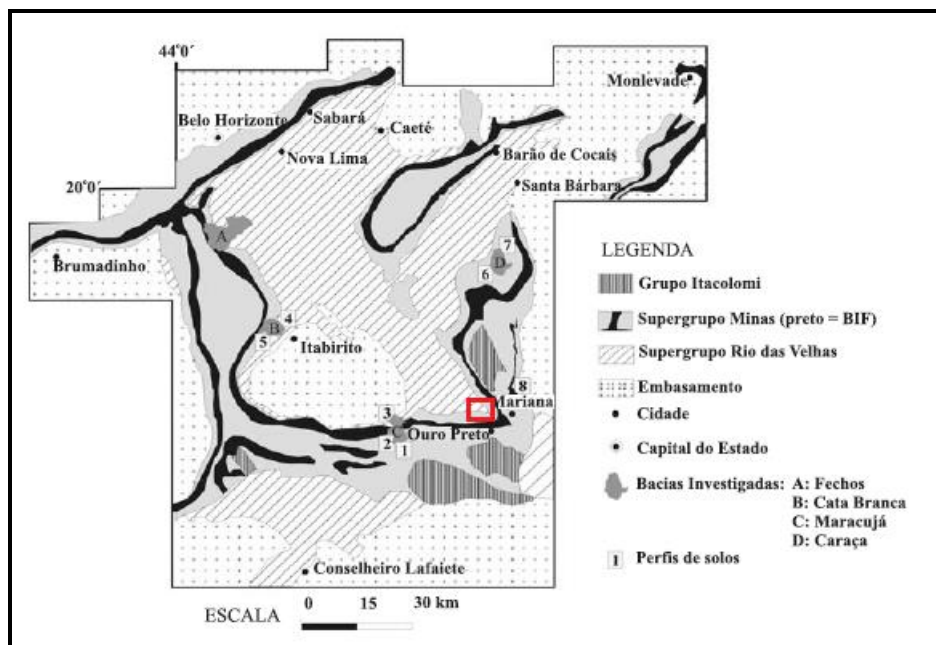 44°0´
Monlevade
Belo Horizonte
Sabará
Caeté
Nova Lima
Barão de Cocais
20°0´
Santa Bárbara
A
7
LEGENDA
Brumadinho
D
6
Grupo Itacolomi
4
B
Supergrupo Minas (preto = BIF)
5
Itabirito
Supergrupo Rio das Velhas
8
Embasamento
Mariana
3
Cidade
C
Ouro Preto
2
1
Capital do Estado
Bacias Investigadas: A: Fechos
B: Cata Branca
C: Maracujá
D: Caraça
1 Perfis de solos
Conselheiro Lafaiete
ESCALA 0 15 30 km